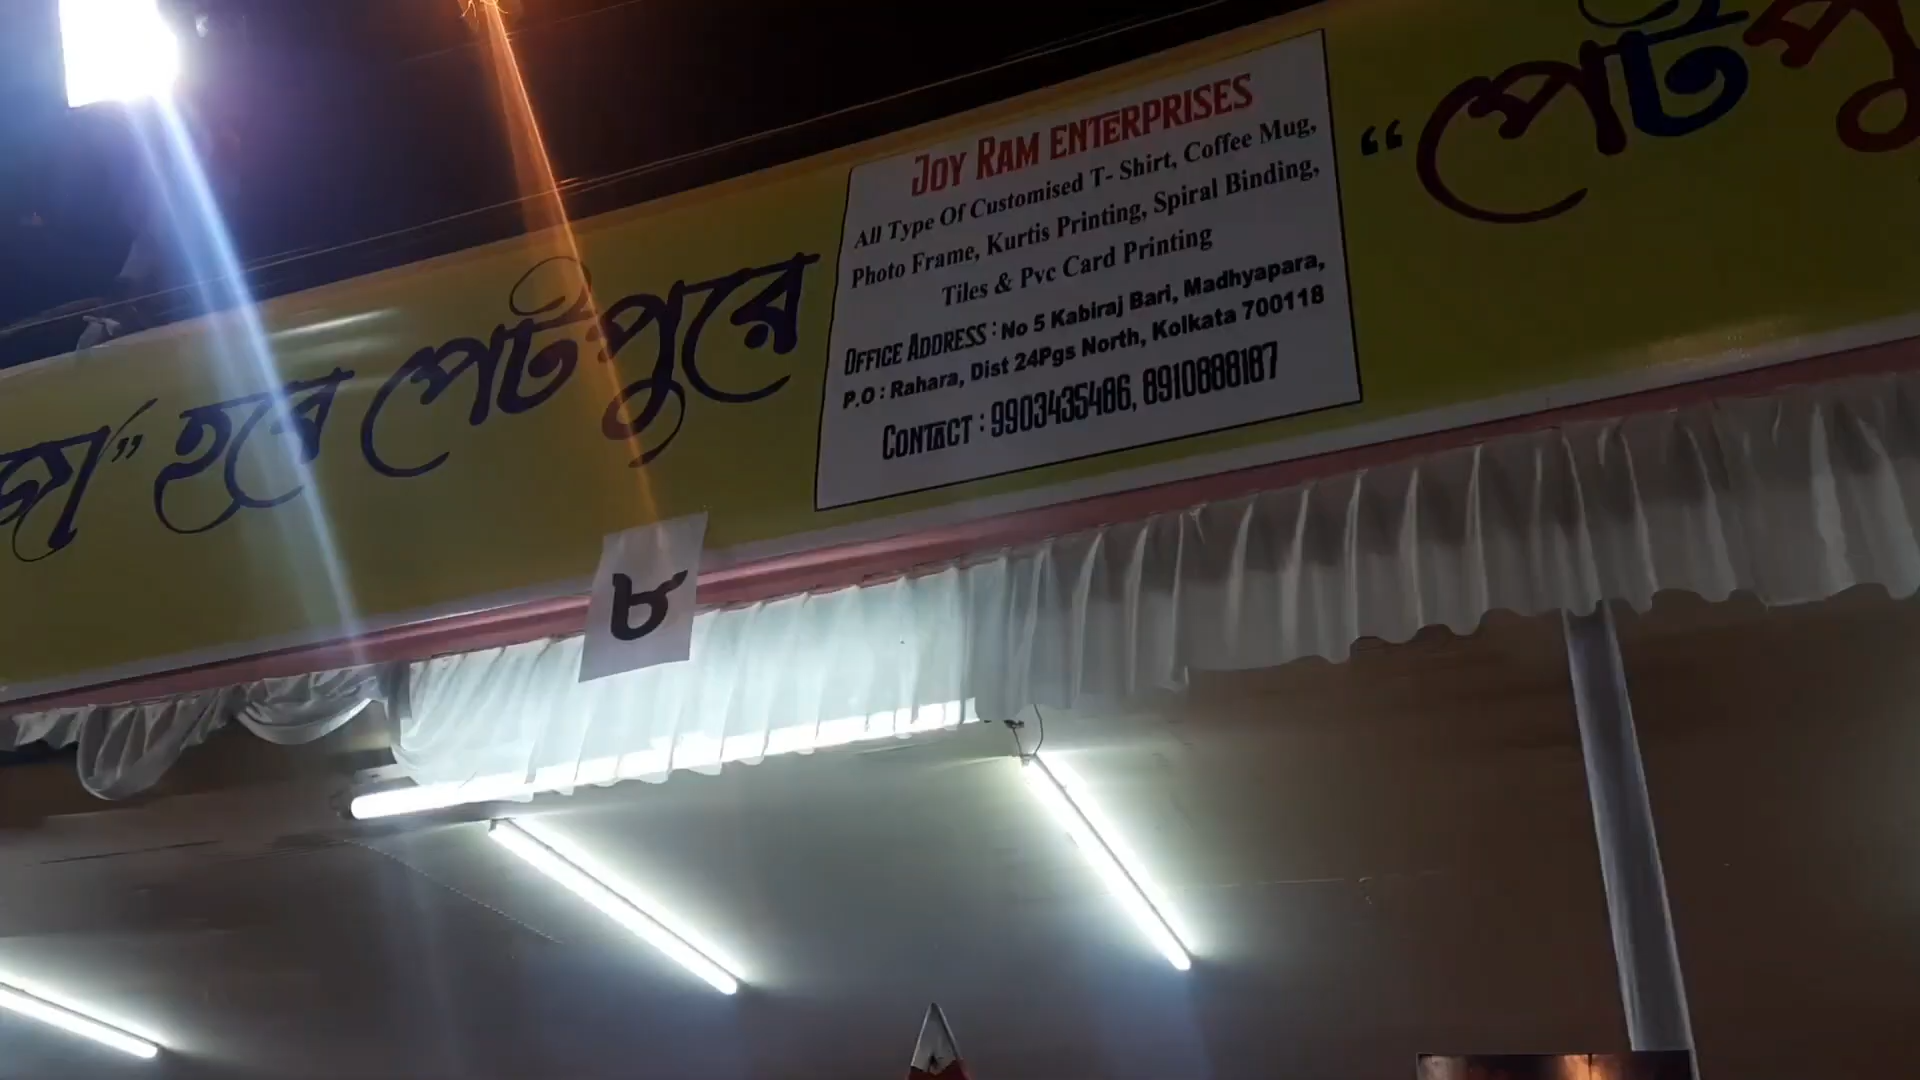 হবে পেটপুরে
JOY RAM ENTERPRISES
All Type Of Customised T- Shirt, Coffee Mug,
Photo Frame, Kurtis Printing, Spiral Binding,
Tiles & Pvc Card Printing
OFFICE ADDRESS : No 5 Kabiraj Bari, Madhyapara,
P.O : Rahara, Dist 24Pgs North, Kolkata 700118
CONTACT : 9903435486, 8910888187
৮